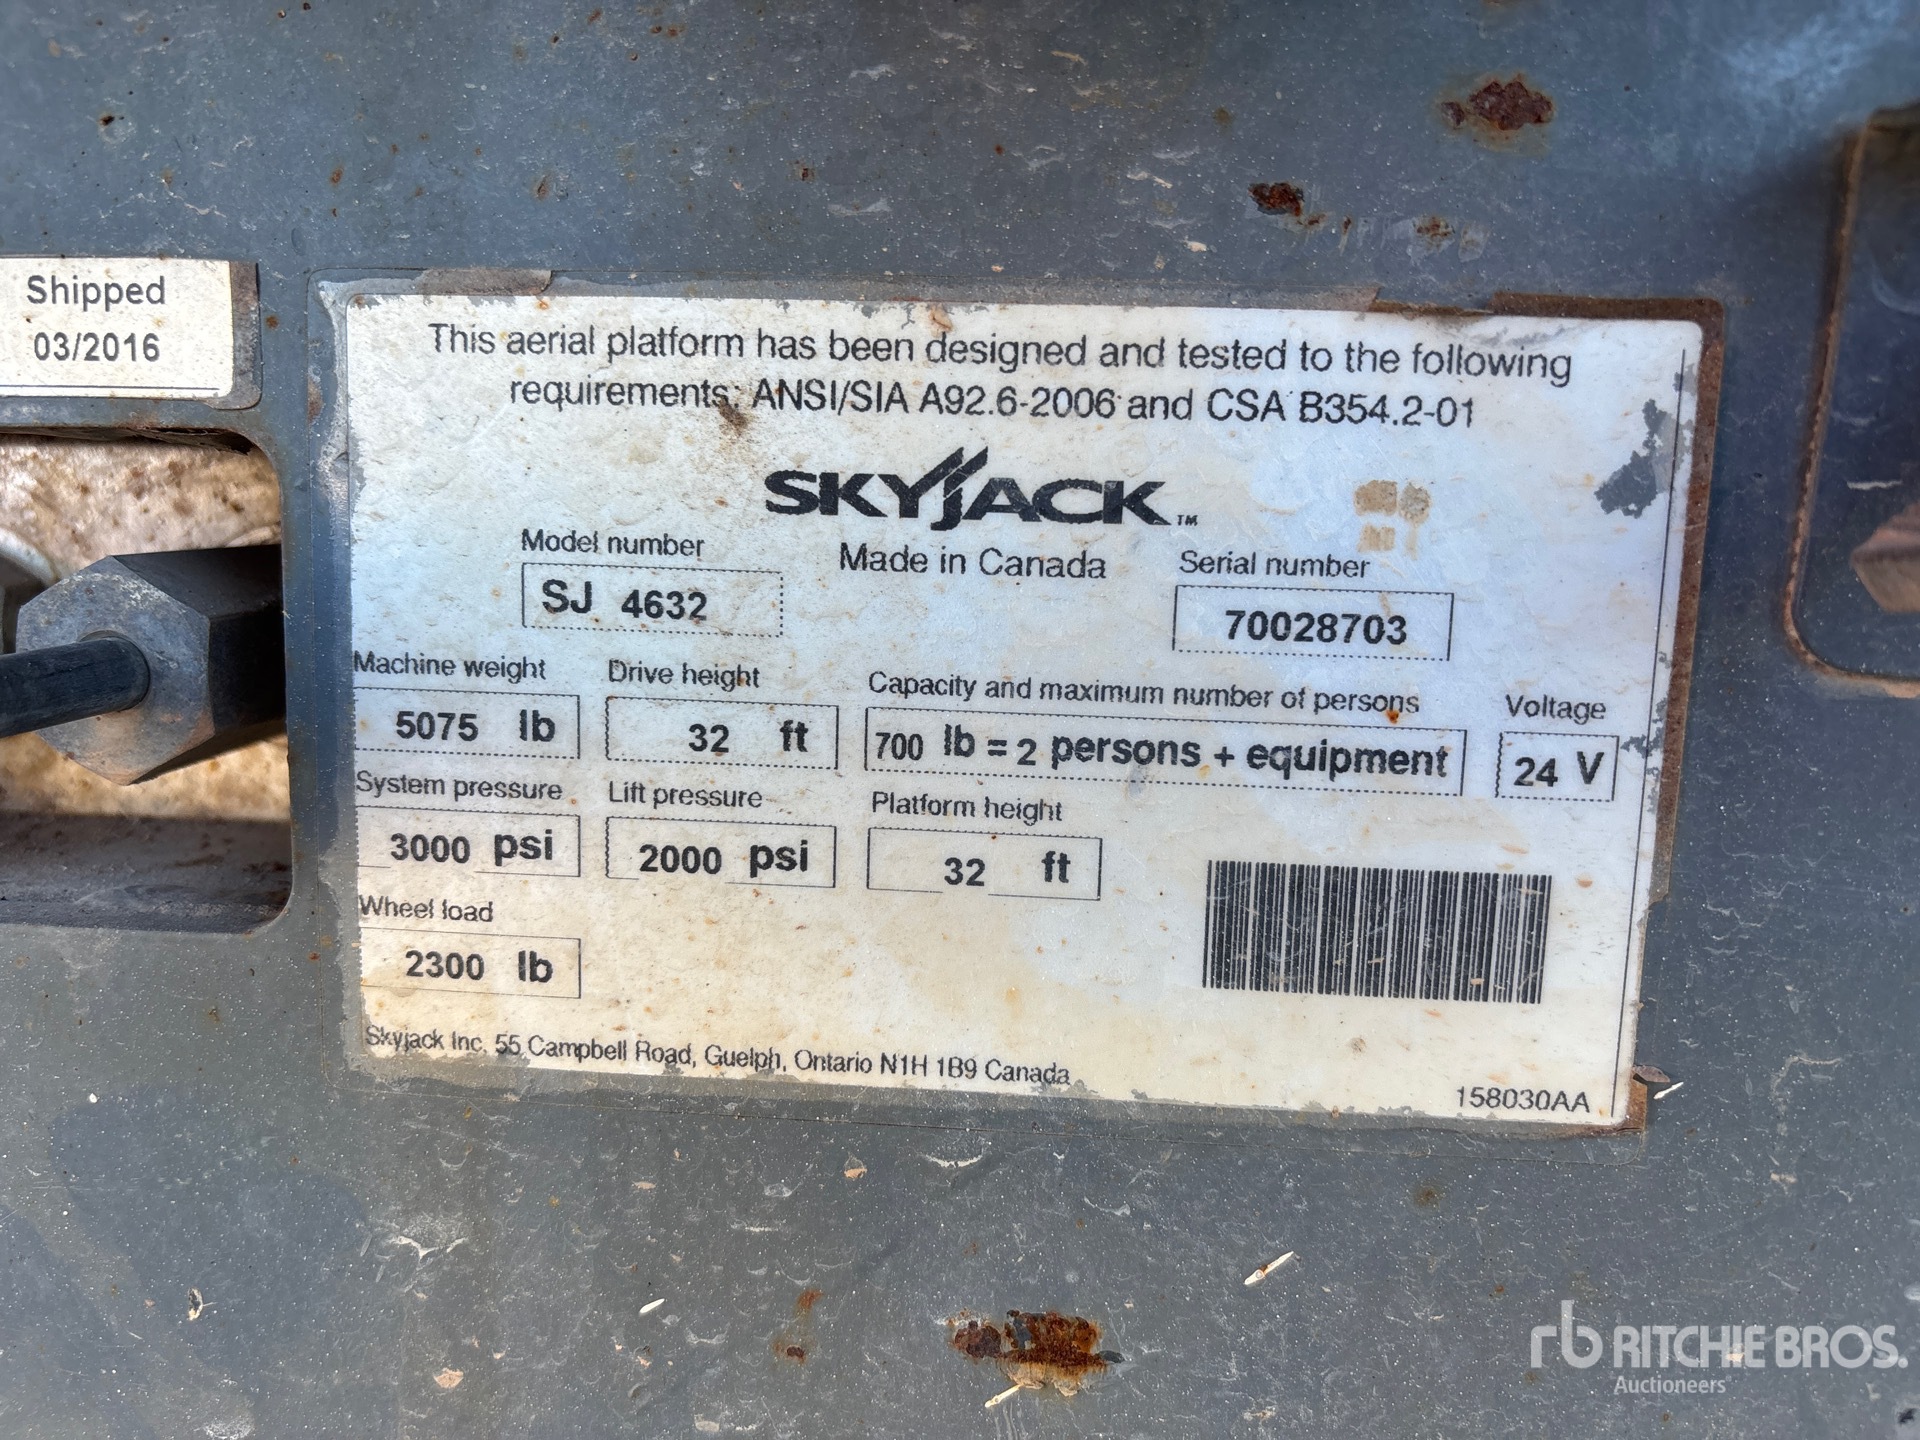 Shipped
03/2016
This aerial platform has been designed and tested to the following
requirements: ANSI/SIA A92.6-2006 and CSA B354.2-01
SKYJACK™
Made in Canada
Model number
SJ 4632
Serial number
70028703
Machine weight
5075 lb
Drive height
32 ft
Capacity and maximum number of persons
700 lb = 2 persons + equipment
Voltage
24 V
System pressure
3000 psi
Lift pressure
2000 psi
Platform height
32 ft
Wheel load
2300 lb
Skyjack Inc. 55 Campbell Road, Guelph, Ontario N1H 1B9 Canada
158030AA
rb RITCHIE BROS.
Auctioneers